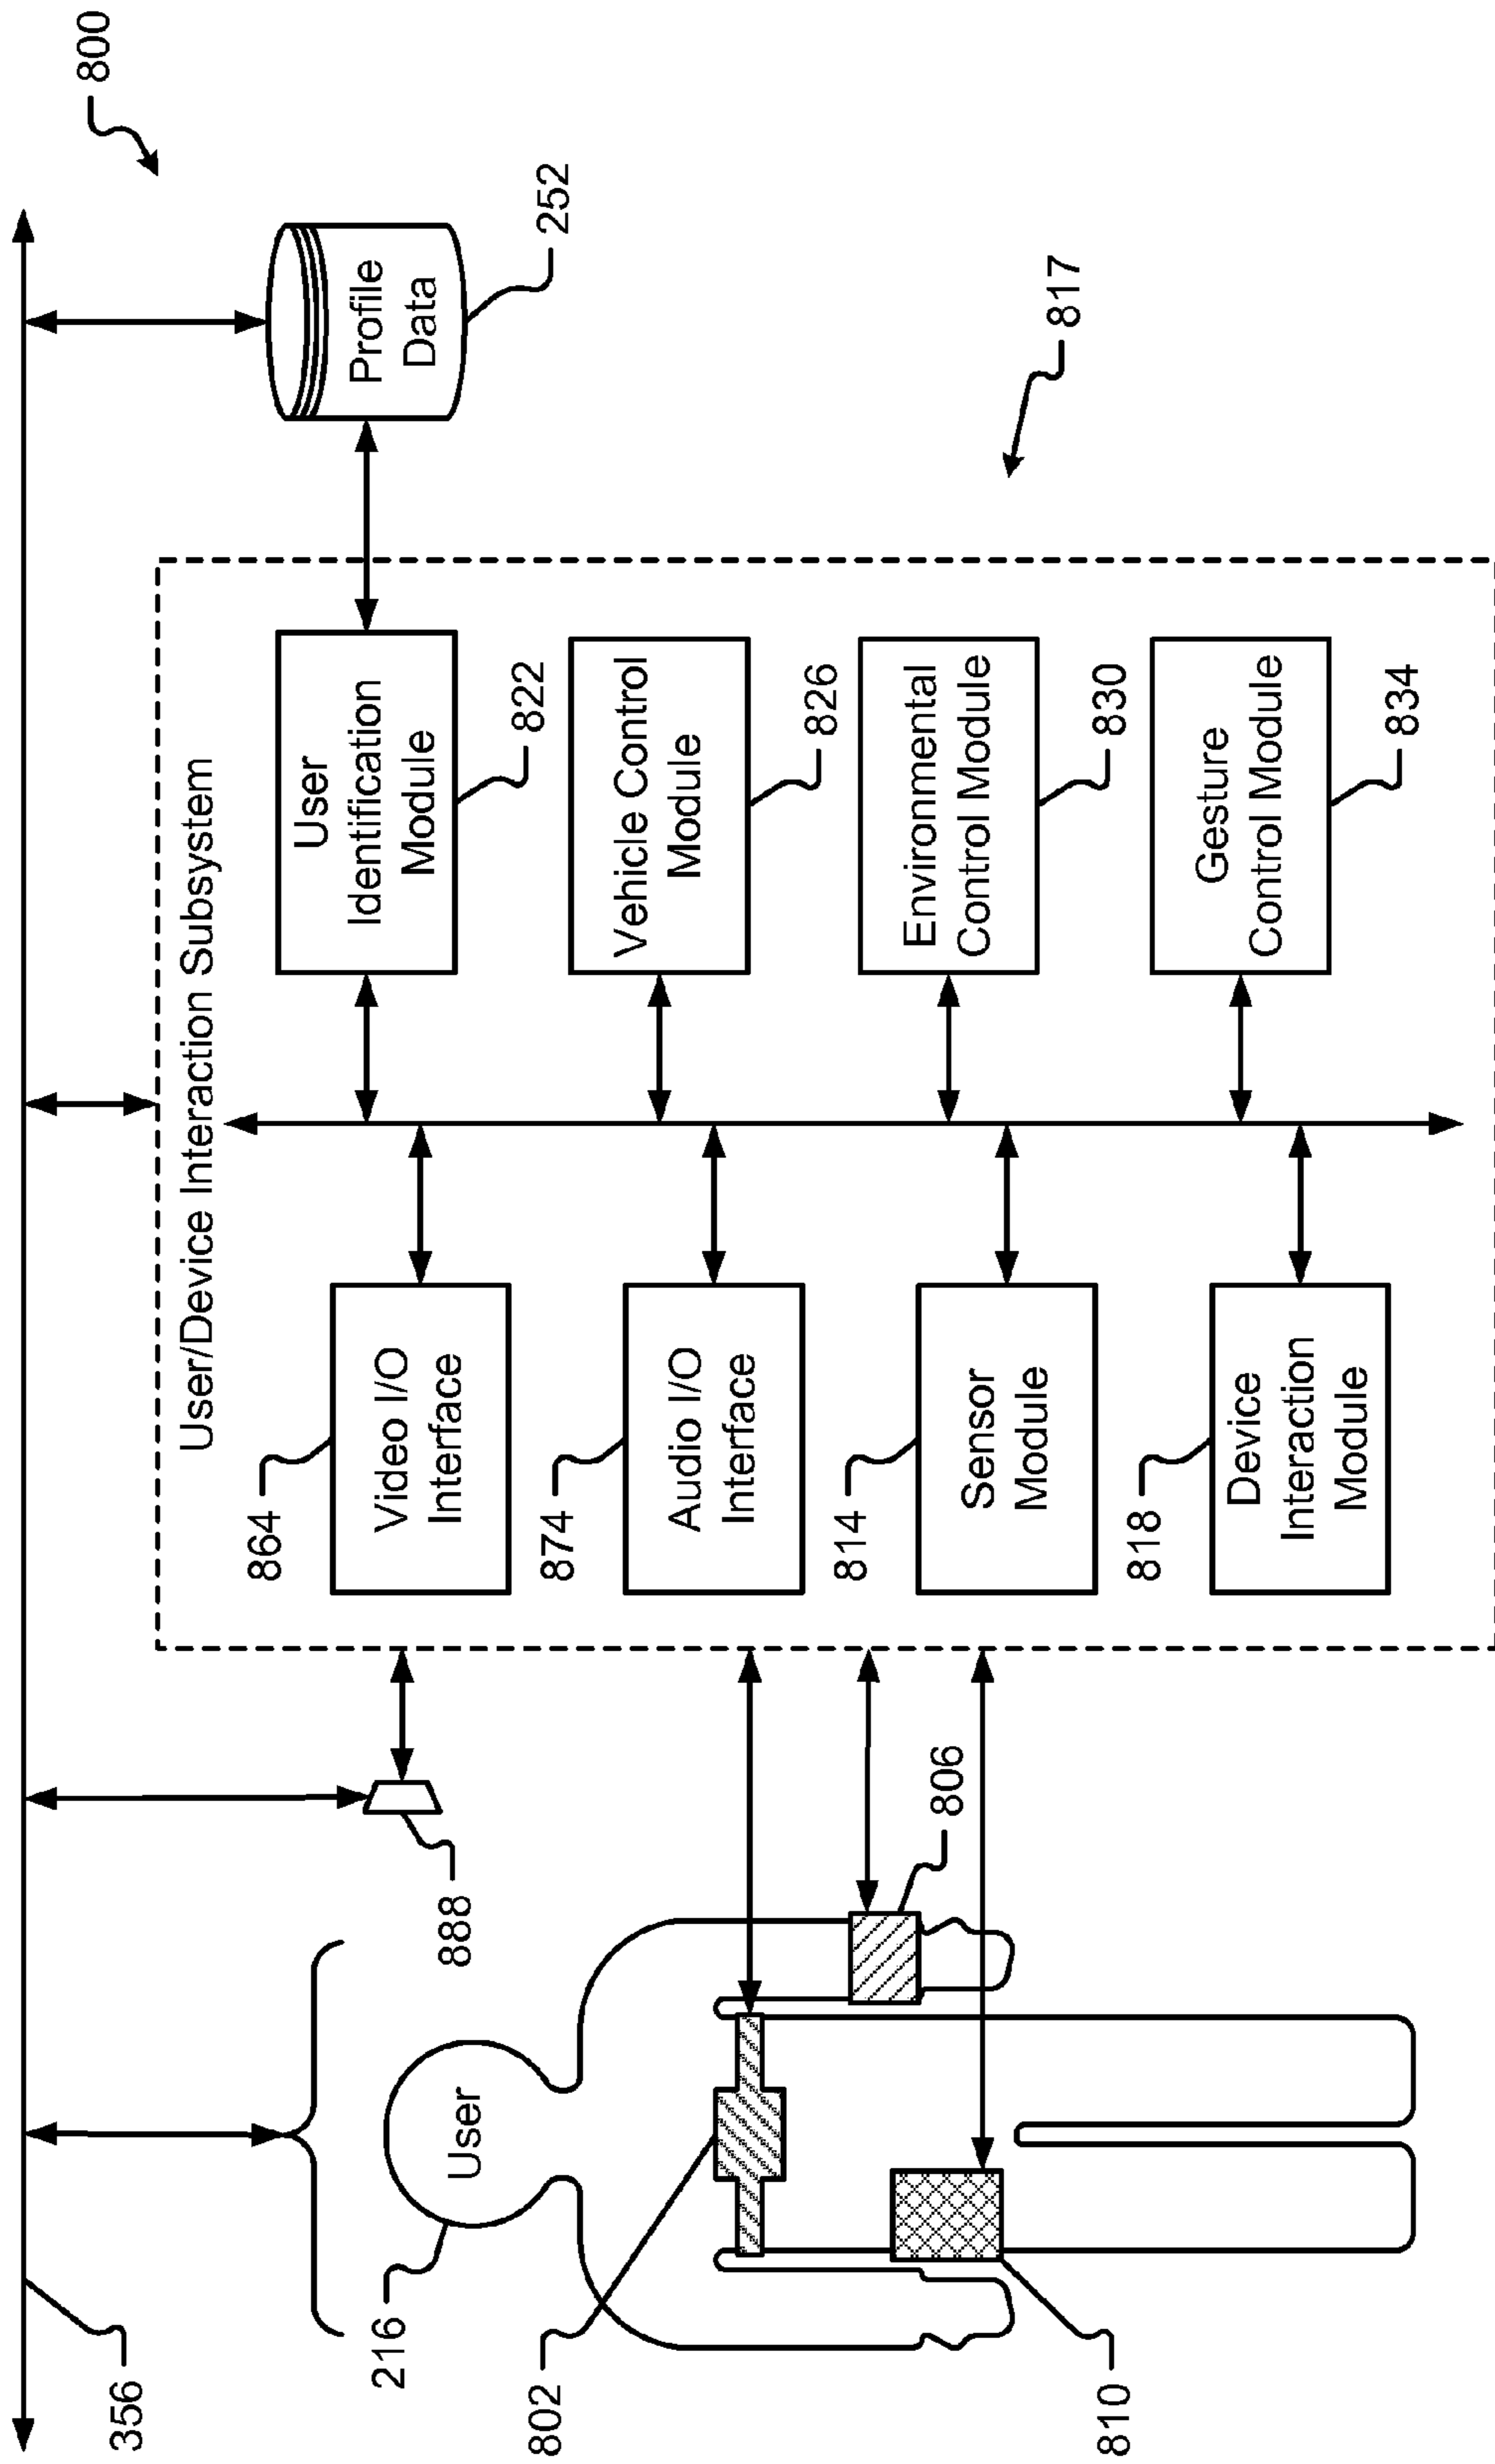 356
800
User/Device Interaction Subsystem
216
User
888
864
Video I/O
Interface
User
Identification
Module
822
Profile
Data
252
802
806
874
Audio I/O
Interface
Vehicle Control
Module
826
817
814
Sensor
Module
Environmental
Control Module
830
810
818
Device
Interaction
Module
Gesture
Control Module
834